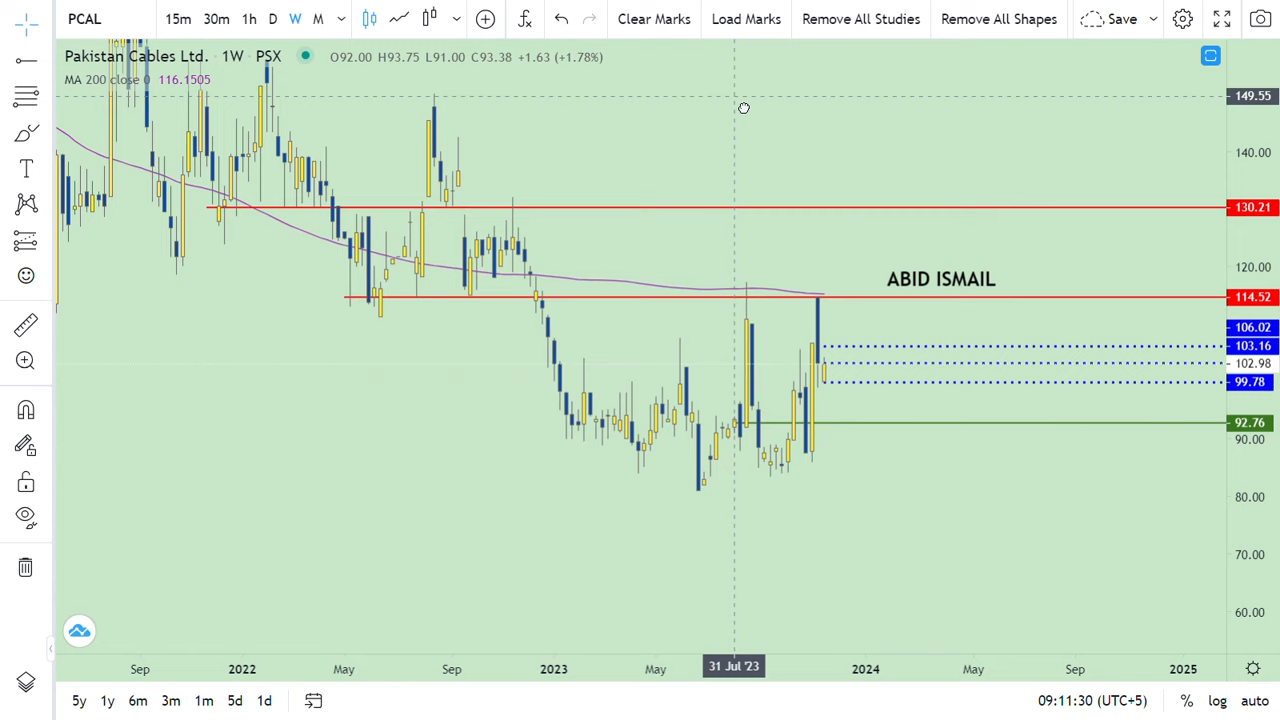 PCAL 15m 30m 1h D W M Clear Marks Load Marks Remove All Studies Remove All Shapes Save
Pakistan Cables Ltd. 1W PSX O92.00 H93.75 L91.00 C93.38 +1.63 (+1.78%)
MA 200 close 0 116.1505
149.55
140.00
130.21
120.00
ABID ISMAIL
114.52
106.02
103.16
102.98
99.78
92.76
90.00
80.00
70.00
60.00
Sep 2022 May Sep 2023 May 31 Jul '23 2024 May Sep 2025
5y 1y 6m 3m 1m 5d 1d 09:11:30 (UTC+5) % log auto